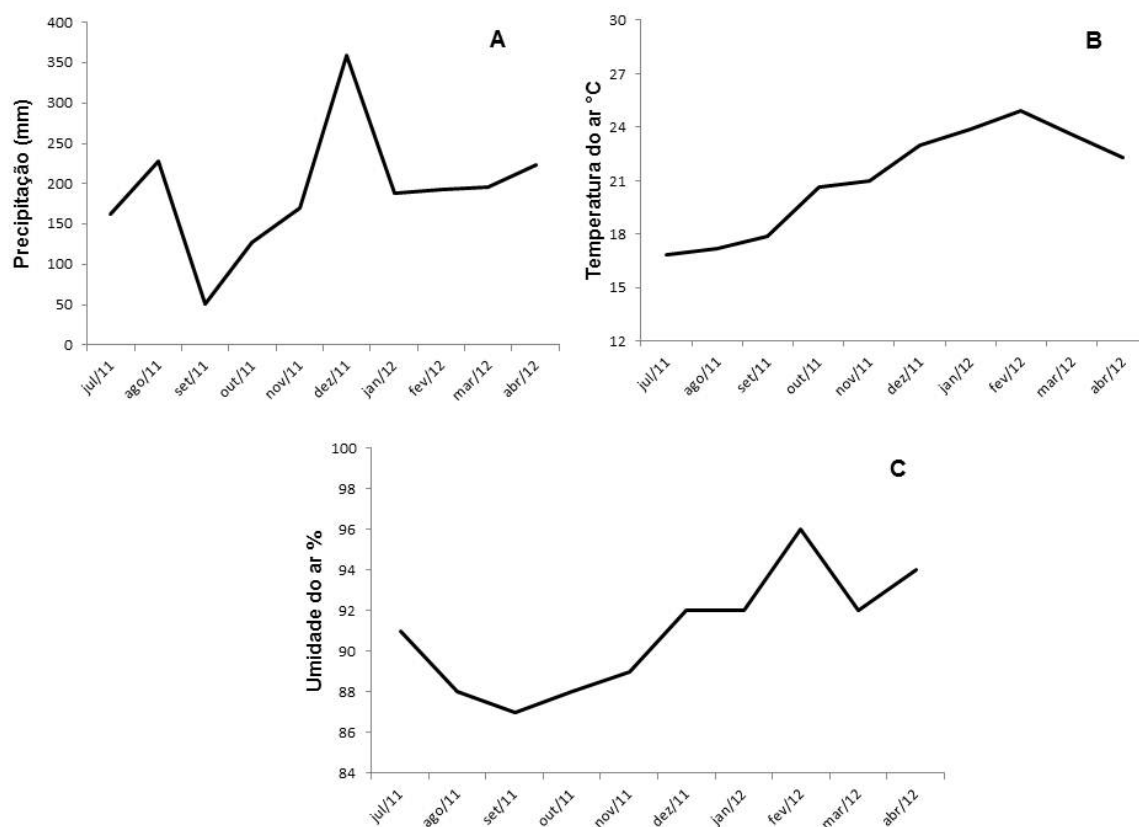 A
Precipitação (mm)
400
350
300
250
200
150
100
50
0
jul/11
ago/11
set/11
out/11
nov/11
dez/11
jan/12
fev/12
mar/12
abr/12
B
Temperatura do ar °C
30
27
24
21
18
15
12
jul/11
ago/11
set/11
out/11
nov/11
dez/11
jan/12
fev/12
mar/12
abr/12
C
Umidade do ar %
100
98
96
94
92
90
88
86
84
jul/11
ago/11
set/11
out/11
nov/11
dez/11
jan/12
fev/12
mar/12
abr/12